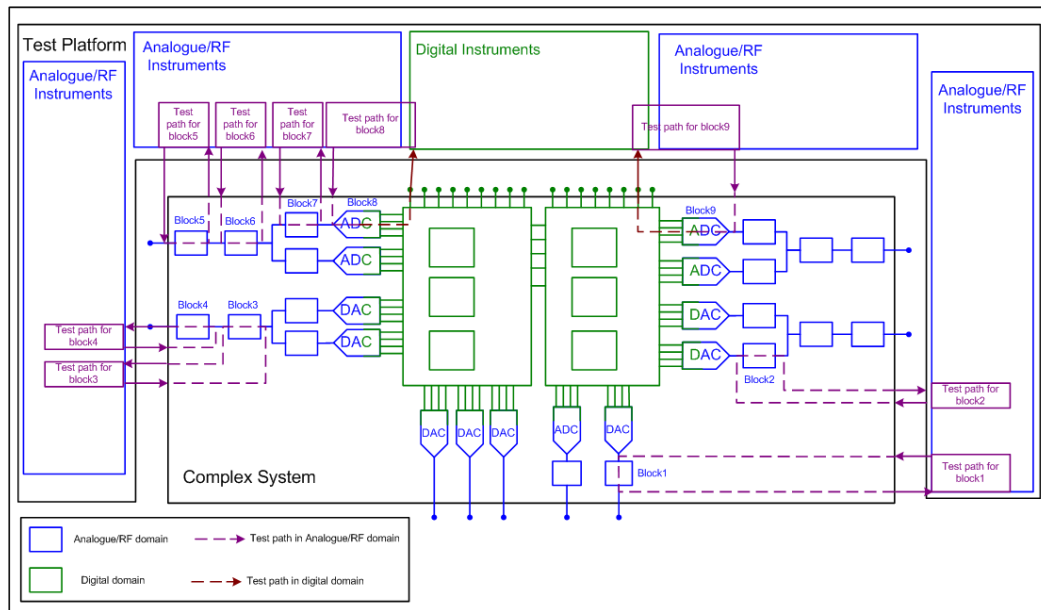 Test Platform
Analogue/RF
Instruments
Analogue/RF
Instruments
Digital Instruments
Analogue/RF
Instruments
Analogue/RF
Instruments
Test
path for
block5
Test
path for
block6
Test
path for
block7
Test path for
block8
Test path for block9
Block5
Block6
Block7
Block8
ADC
ADC
Block9
ADC
ADC
Block4
Block3
DAC
DAC
DAC
DAC
Block2
Test path for
block4
Test path for
block3
Test path for
block2
DAC
DAC
DAC
ADC
DAC
Block1
Test path for
block1
Complex System
Analogue/RF domain
Test path in Analogue/RF domain
Digital domain
Test path in digital domain